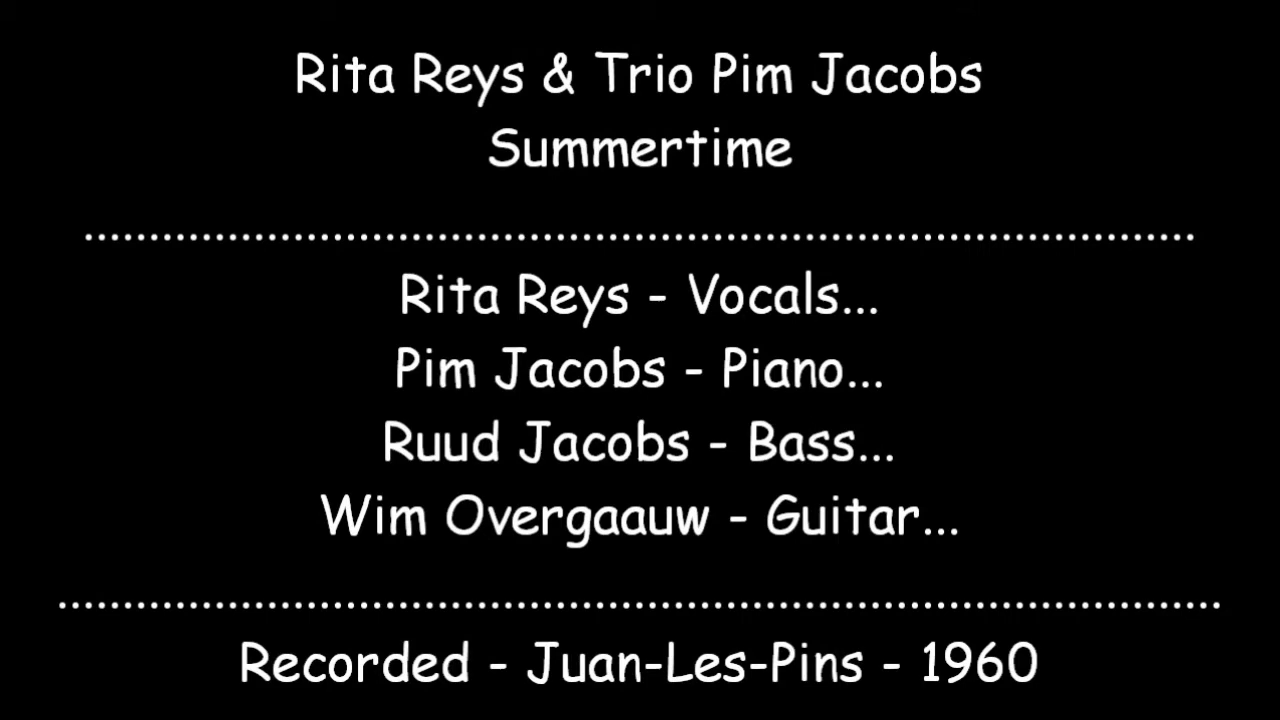 Rita Reys & Trio Pim Jacobs
Summertime
.....................................................................................
Rita Reys - Vocals...
Pim Jacobs - Piano...
Ruud Jacobs - Bass...
Wim Overgaauw - Guitar...
.........................................................................................
Recorded - Juan-Les-Pins - 1960